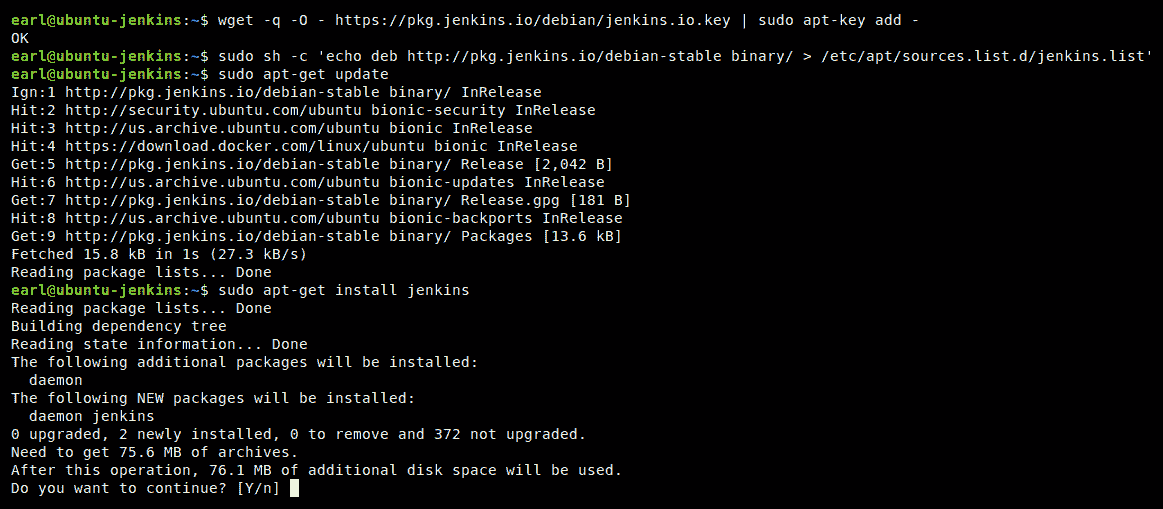 earl@ubuntu-jenkins:~$ wget -q -O - https://pkg.jenkins.io/debian/jenkins.io.key | sudo apt-key add -
OK
earl@ubuntu-jenkins:~$ sudo sh -c 'echo deb http://pkg.jenkins.io/debian-stable binary/ > /etc/apt/sources.list.d/jenkins.list'
earl@ubuntu-jenkins:~$ sudo apt-get update
Ign:1 http://pkg.jenkins.io/debian-stable binary/ InRelease
Hit:2 http://security.ubuntu.com/ubuntu bionic-security InRelease
Hit:3 http://us.archive.ubuntu.com/ubuntu bionic InRelease
Hit:4 https://download.docker.com/linux/ubuntu bionic InRelease
Get:5 http://pkg.jenkins.io/debian-stable binary/ Release [2,042 B]
Hit:6 http://us.archive.ubuntu.com/ubuntu bionic-updates InRelease
Get:7 http://pkg.jenkins.io/debian-stable binary/ Release.gpg [181 B]
Hit:8 http://us.archive.ubuntu.com/ubuntu bionic-backports InRelease
Get:9 http://pkg.jenkins.io/debian-stable binary/ Packages [13.6 kB]
Fetched 15.8 kB in 1s (27.3 kB/s)
Reading package lists... Done
earl@ubuntu-jenkins:~$ sudo apt-get install jenkins
Reading package lists... Done
Building dependency tree
Reading state information... Done
The following additional packages will be installed:
  daemon
The following NEW packages will be installed:
  daemon jenkins
0 upgraded, 2 newly installed, 0 to remove and 372 not upgraded.
Need to get 75.6 MB of archives.
After this operation, 76.1 MB of additional disk space will be used.
Do you want to continue? [Y/n]